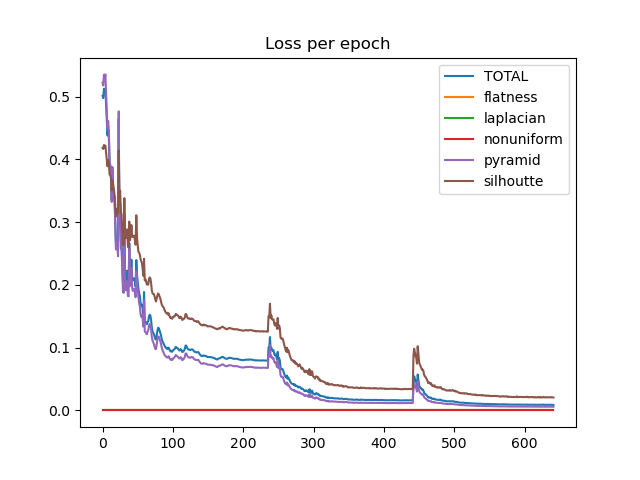 Loss per epoch
TOTAL
flatness
laplacian
nonuniform
pyramid
silhoutte
0.5
0.4
0.3
0.2
0.1
0.0
0 100 200 300 400 500 600